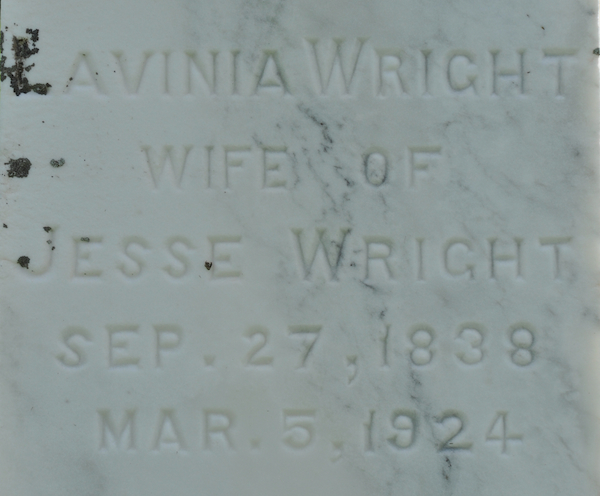 LAVINIA WRIGHT
WIFE OF
JESSE WRIGHT
SEP. 27, 1838
MAR. 5, 1924